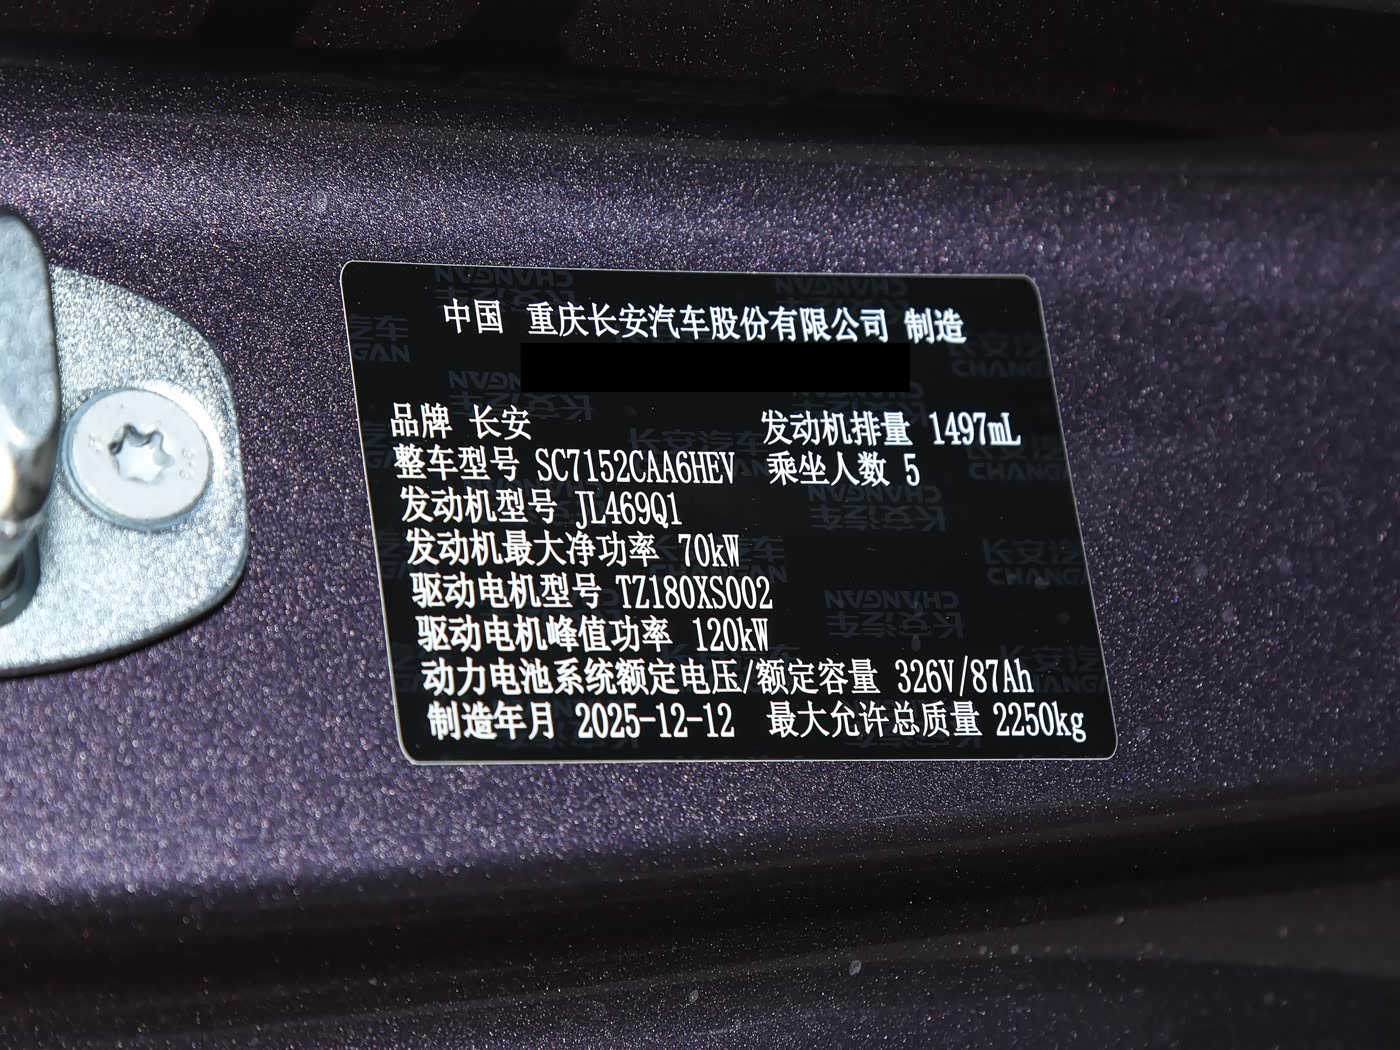 中国 重庆长安汽车股份有限公司 制造
品牌 长安 发动机排量 1497mL
整车型号 SC7152CAA6HEV 乘坐人数 5
发动机型号 JL469Q1
发动机最大净功率 70kW
驱动电机型号 TZ180XS002
驱动电机峰值功率 120kW
动力电池系统额定电压/额定容量 326V/87Ah
制造年月 2025-12-12 最大允许总质量 2250kg